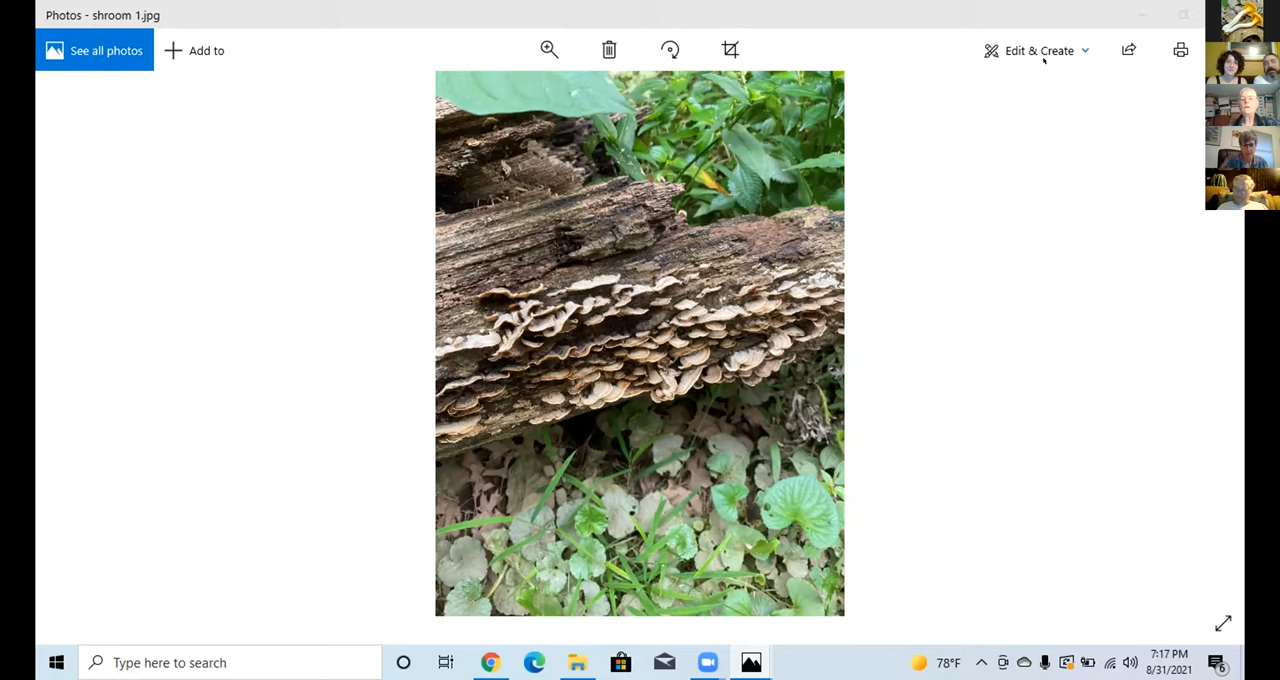 Photos - shroom 1.jpg
See all photos
Add to
Edit & Create
Type here to search
78°F
7:17 PM
8/31/2021
6